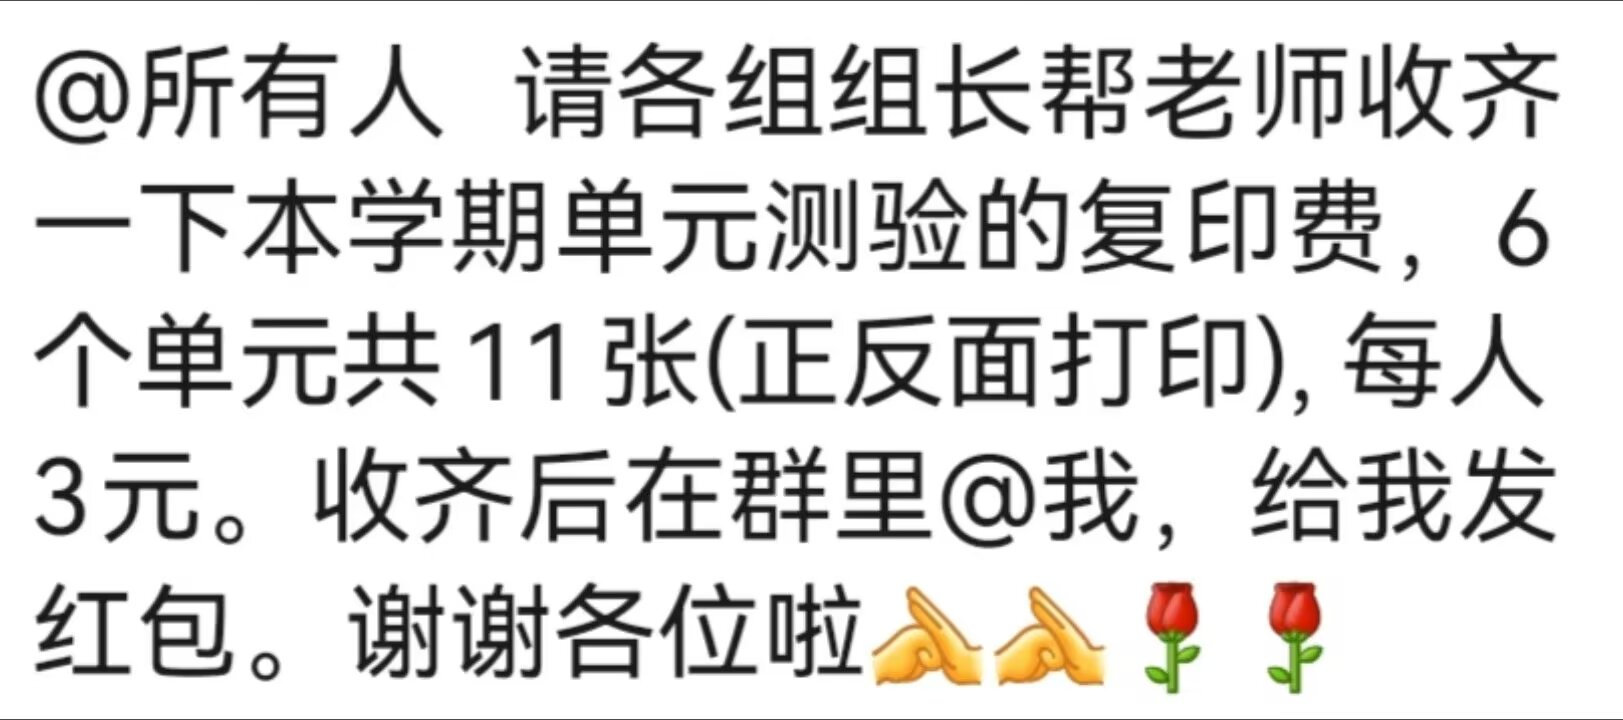 @所有人 请各组组长帮老师收齐
一下本学期单元测验的复印费，6
个单元共11张(正反面打印), 每人
3元。收齐后在群里@我，给我发
红包。谢谢各位啦🫴🫴🌹🌹